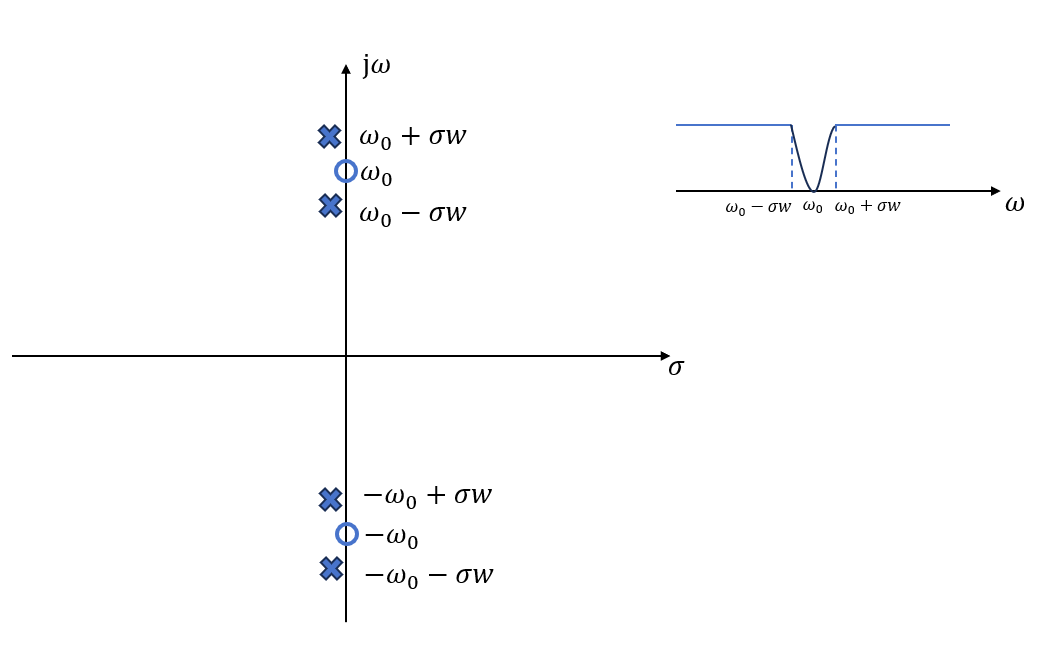 jω
ω₀ + σw
ω₀
ω₀ − σw
σ
−ω₀ + σw
−ω₀
−ω₀ − σw
ω₀ − σw
ω₀
ω₀ + σw
ω